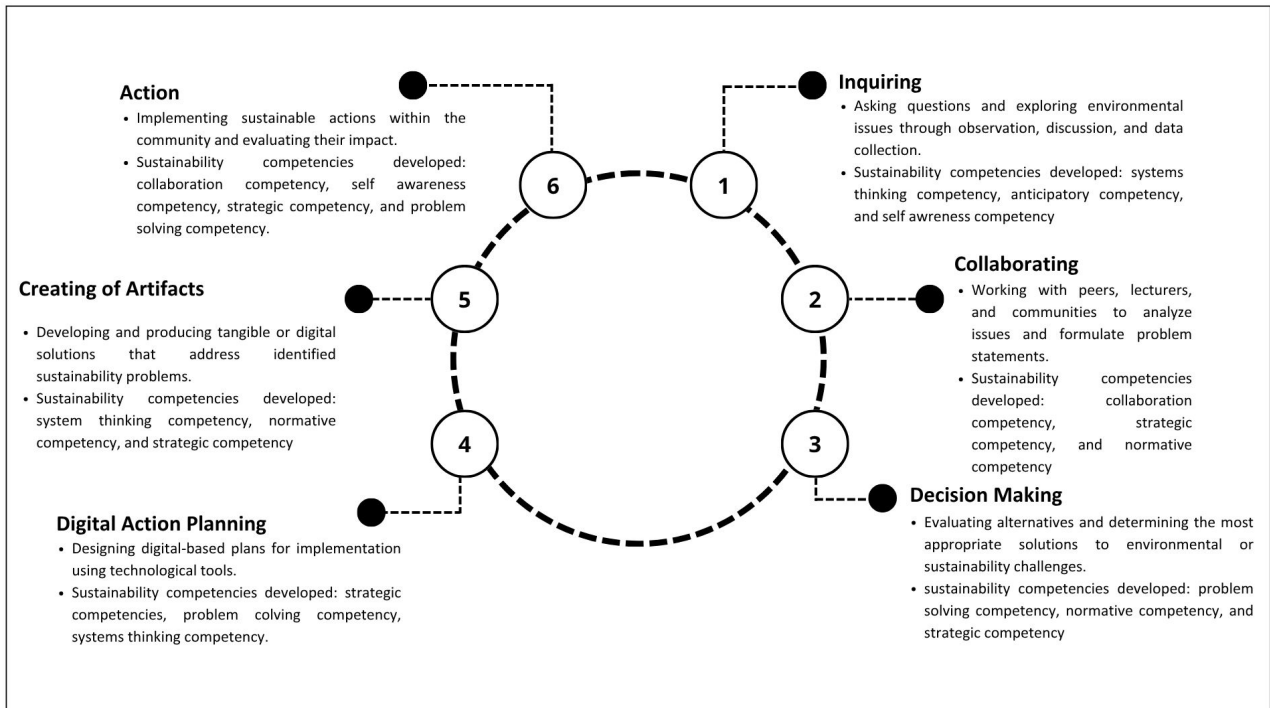 1
Inquiring
• Asking questions and exploring environmental
issues through observation, discussion, and data
collection.
• Sustainability competencies developed: systems
thinking competency, anticipatory competency,
and self awreness competency
2
Collaborating
• Working with peers, lecturers,
and communities to analyze
issues and formulate problem
statements.
• Sustainability competencies
developed: collaboration
competency, strategic
competency, and normative
competency
3
Decision Making
• Evaluating alternatives and determining the most
appropriate solutions to environmental or
sustainability challenges.
• sustainability competencies developed: problem
solving competency, normative competency, and
strategic competency
4
Digital Action Planning
• Designing digital-based plans for implementation
using technological tools.
• Sustainability competencies developed: strategic
competencies, problem colving competency,
systems thinking competency.
5
Creating of Artifacts
• Developing and producing tangible or digital
solutions that address identified
sustainability problems.
• Sustainability competencies developed:
system thinking competency, normative
competency, and strategic competency
6
Action
• Implementing sustainable actions within the
community and evaluating their impact.
• Sustainability competencies developed:
collaboration competency, self awareness
competency, strategic competency, and problem
solving competency.